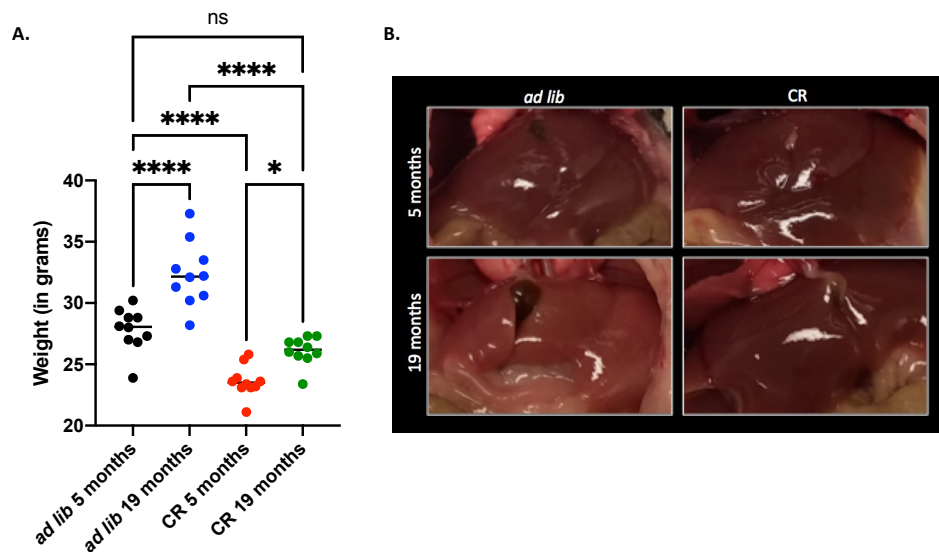 A.
ns
****
****
****
*
40
35
30
25
20
Weight (in grams)
ad lib 5 months
ad lib 19 months
CR 5 months
CR 19 months
B.
ad lib
CR
5 months
19 months